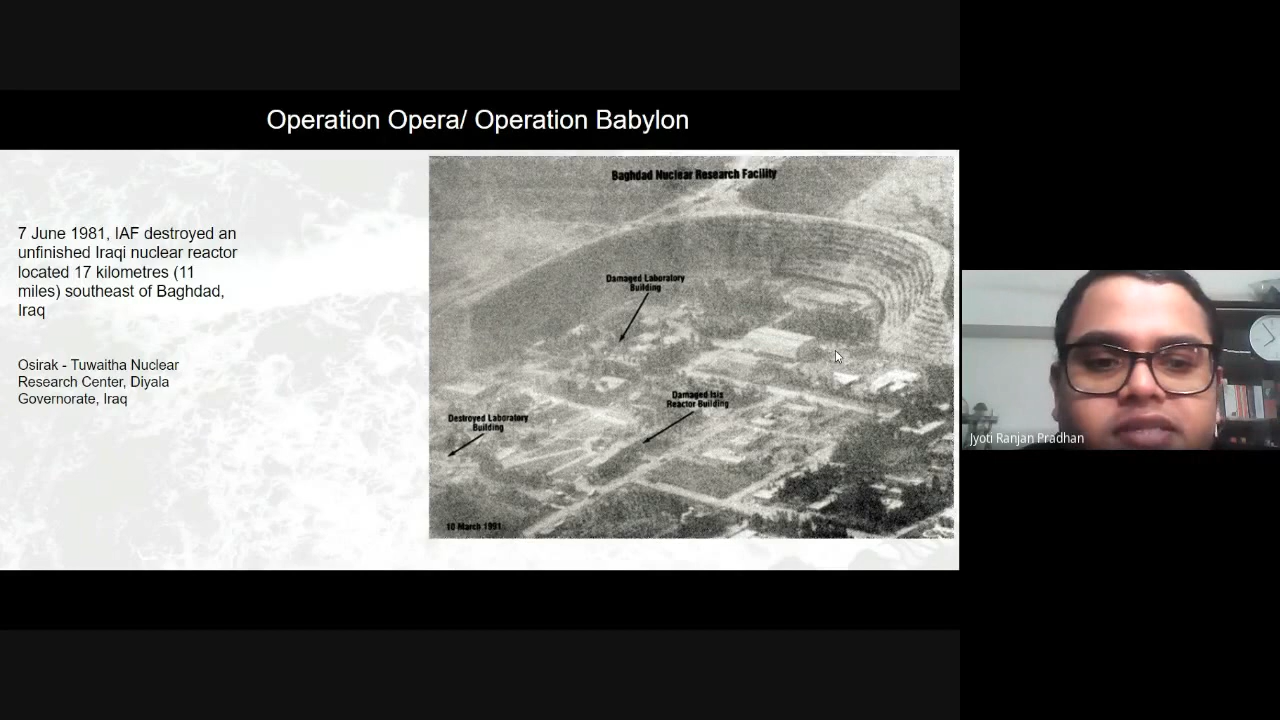 Operation Opera/ Operation Babylon
7 June 1981, IAF destroyed an
unfinished Iraqi nuclear reactor
located 17 kilometres (11
miles) southeast of Baghdad,
Iraq
Osirak - Tuwaitha Nuclear
Research Center, Diyala
Governorate, Iraq
Baghdad Nuclear Research Facility
Damaged Laboratory
Building
Damaged Isis
Reactor Building
Destroyed Laboratory
Building
10 March 1991
Jyoti Ranjan Pradhan